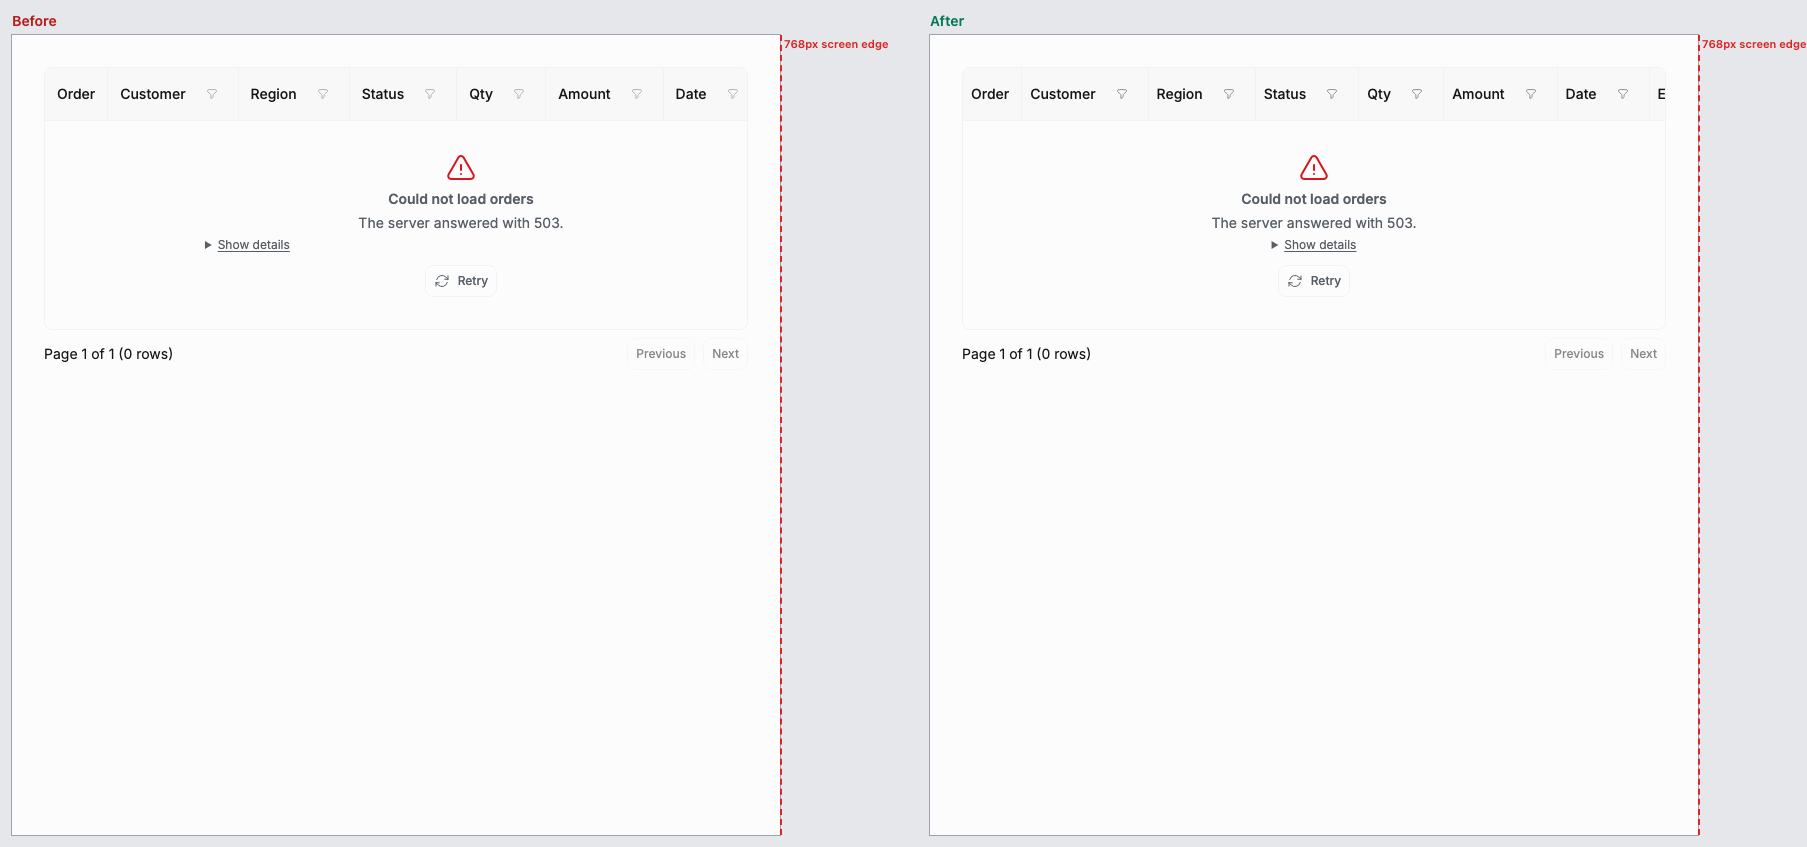 Before
768px screen edge
Order Customer Region Status Qty Amount Date
Could not load orders
The server answered with 503.
Show details
Retry
Page 1 of 1 (0 rows)
Previous Next
After
768px screen edge
Order Customer Region Status Qty Amount Date E
Could not load orders
The server answered with 503.
Show details
Retry
Page 1 of 1 (0 rows)
Previous Next